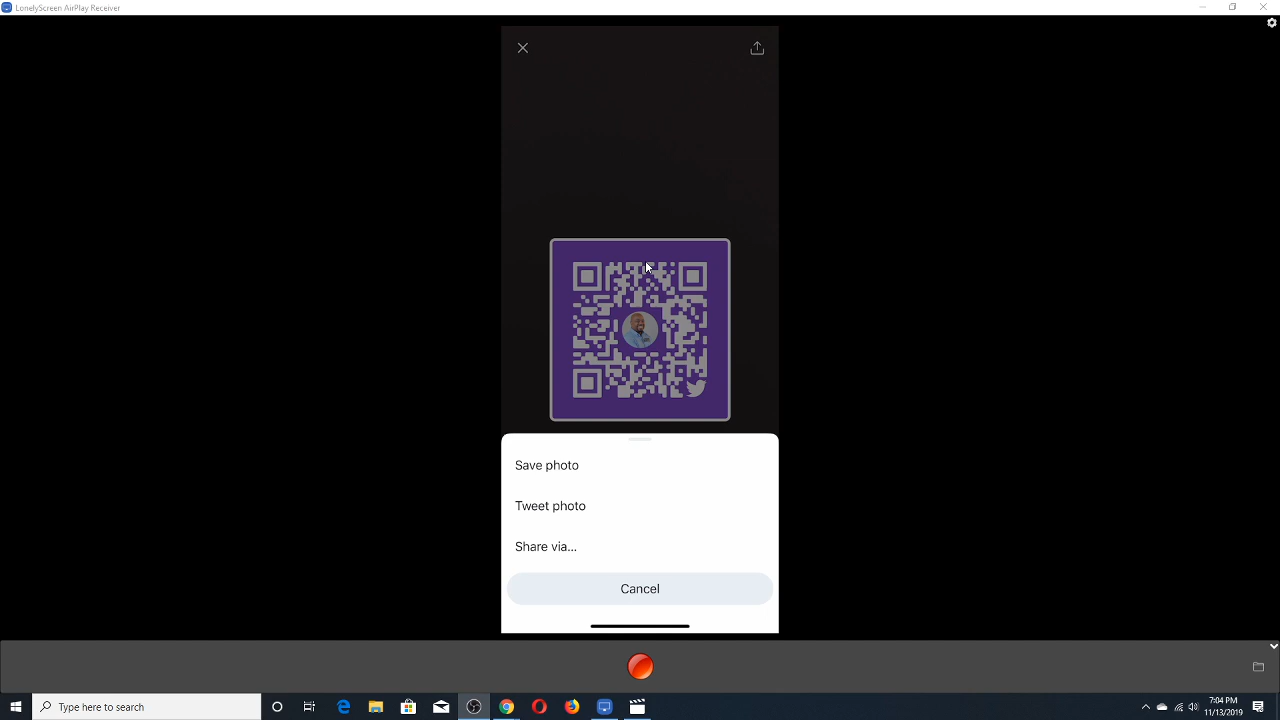 LonelyScreen AirPlay Receiver
Save photo
Tweet photo
Share via...
Cancel
Type here to search
7:04 PM
11/13/2019